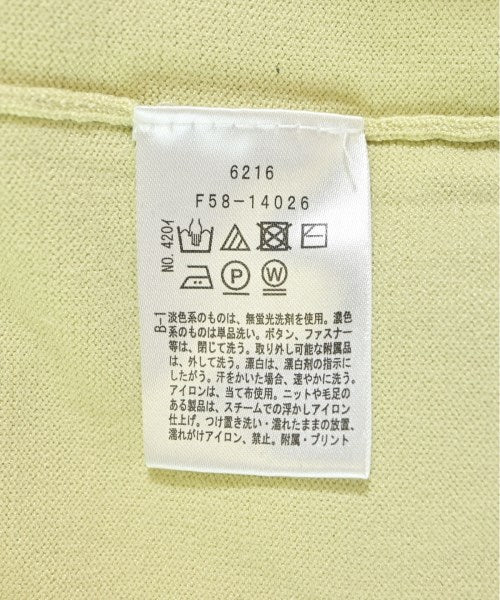 6216
F58-14026
NO. 420イ
P W
B-1
淡色系のものは、無蛍光洗剤を使用。濃色
系のものは単品洗い。ボタン、ファスナー
等は、閉じて洗う。取り外し可能な附属品
は、外して洗う。漂白は、漂白剤の指示に
したがう。汗をかいた場合、速やかに洗う。
アイロンは、当て布使用。ニットや毛足の
ある製品は、スチームでの浮かしアイロン
仕上げ。つけ置き洗い・濡れたままの放置、
濡れがけアイロン、禁止。附属・プリント